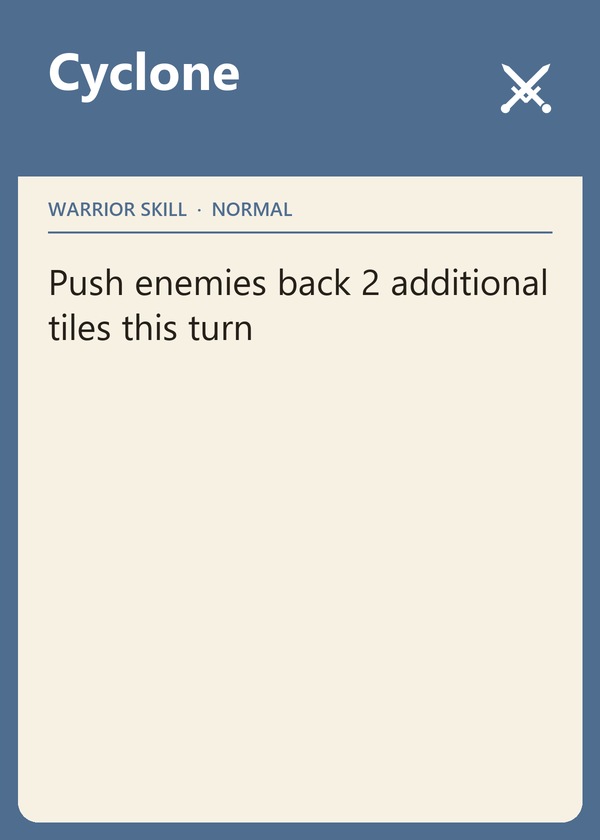 Cyclone
WARRIOR SKILL · NORMAL
Push enemies back 2 additional
tiles this turn